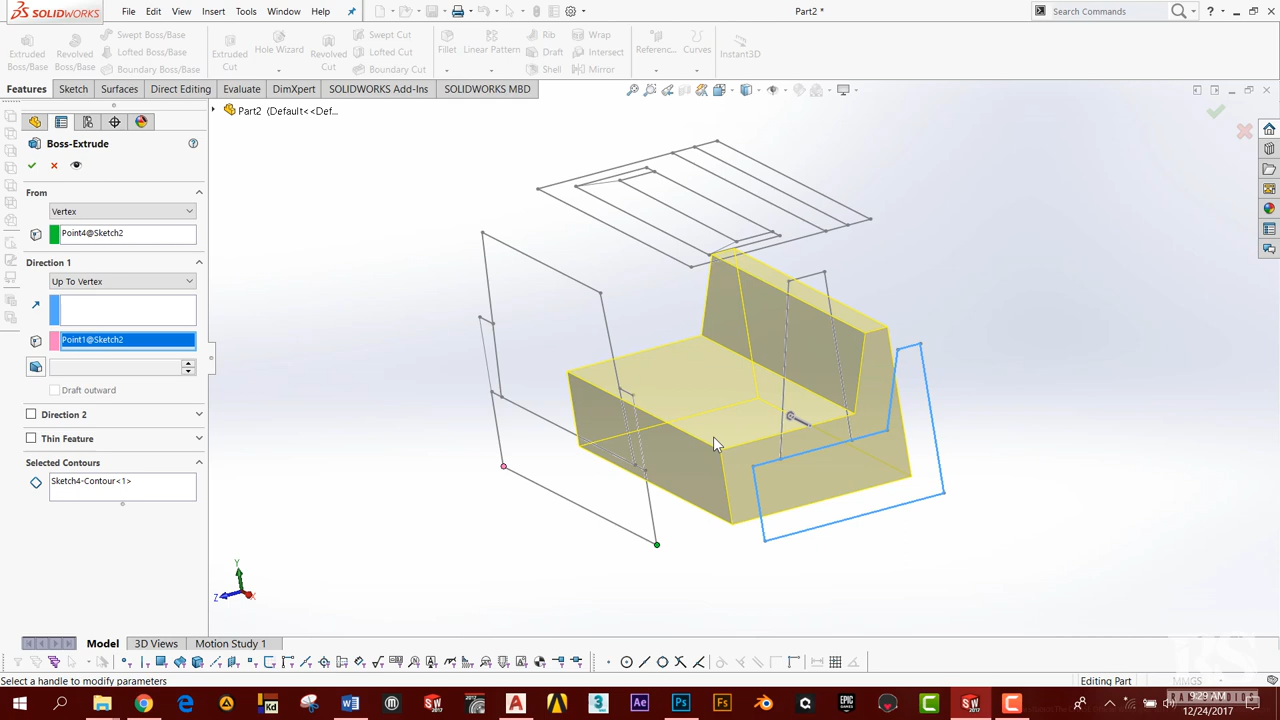 SOLIDWORKS File Edit View Insert Tools Window Help Part2 * Search Commands
Extruded Boss/Base
Revolved Boss/Base
Swept Boss/Base
Lofted Boss/Base
Boundary Boss/Base
Extruded Cut
Hole Wizard
Revolved Cut
Swept Cut
Lofted Cut
Boundary Cut
Fillet
Linear Pattern
Rib
Draft
Shell
Wrap
Intersect
Mirror
Referenc...
Curves
Instant3D
Features Sketch Surfaces Direct Editing Evaluate DimXpert SOLIDWORKS Add-Ins SOLIDWORKS MBD
Part2 (Default<<Def...
Boss-Extrude
From
Vertex
Point4@Sketch2
Direction 1
Up To Vertex
Point1@Sketch2
Draft outward
Direction 2
Thin Feature
Selected Contours
Sketch4-Contour<1>
Y
Z
X
Model 3D Views Motion Study 1
Select a handle to modify parameters Editing Part MMGS
9:29 AM
12/24/2017